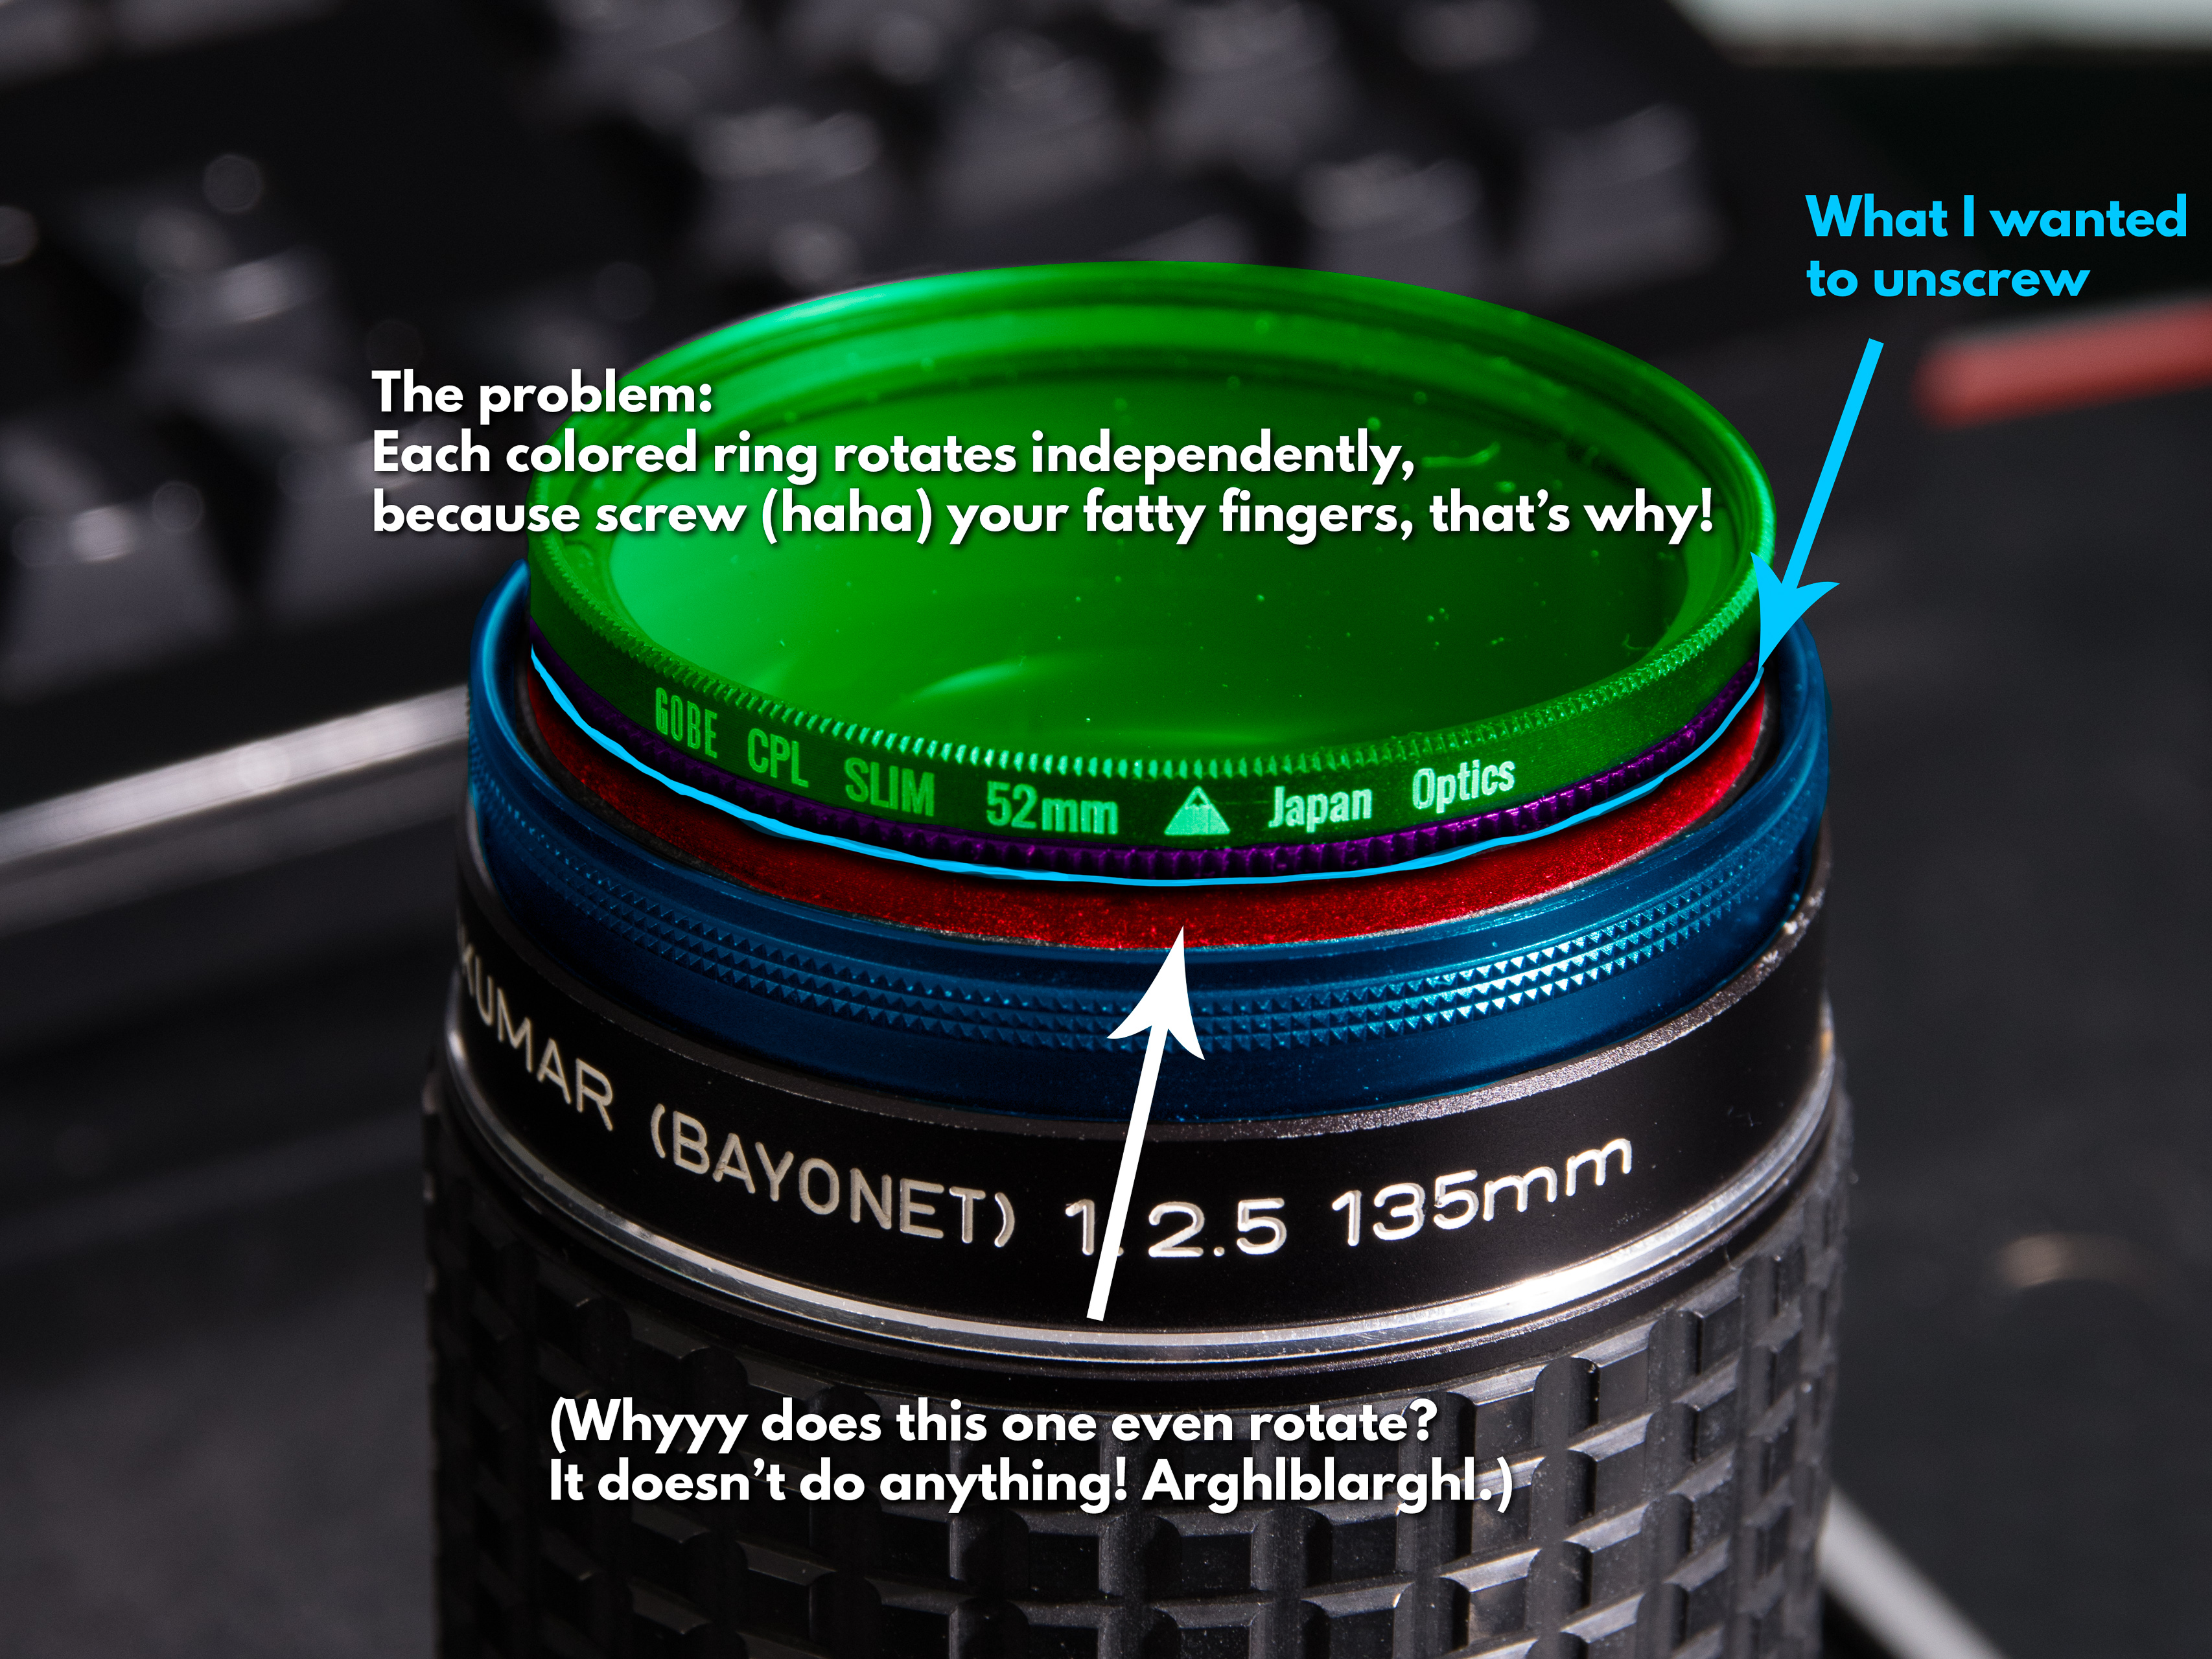 What I wanted
to unscrew
The problem:
Each colored ring rotates independently,
because screw (haha) your fatty fingers, that's why!
GOBE CPL SLIM 52mm Japan Optics
KUMAR (BAYONET) 1 2.5 135mm
(Whyyy does this one even rotate?
It doesn't do anything! Arghlblarghl.)